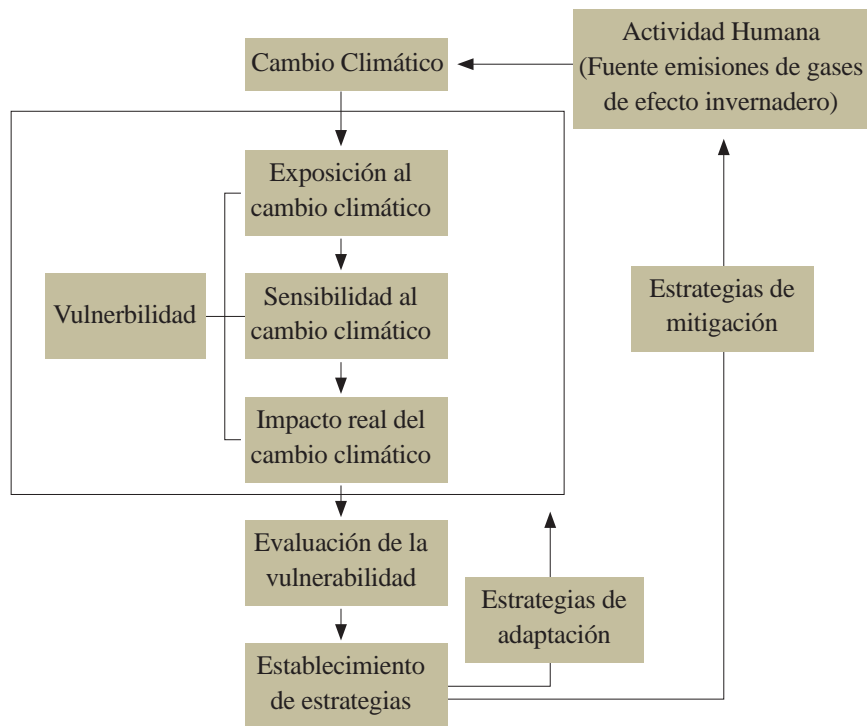 Actividad Humana
(Fuente emisiones de gases
de efecto invernadero)
Cambio Climático
Exposición al
cambio climático
Vulnerbilidad
Sensibilidad al
cambio climático
Estrategias de
mitigación
Impacto real del
cambio climático
Evaluación de la
vulnerabilidad
Estrategias de
adaptación
Establecimiento
de estrategias